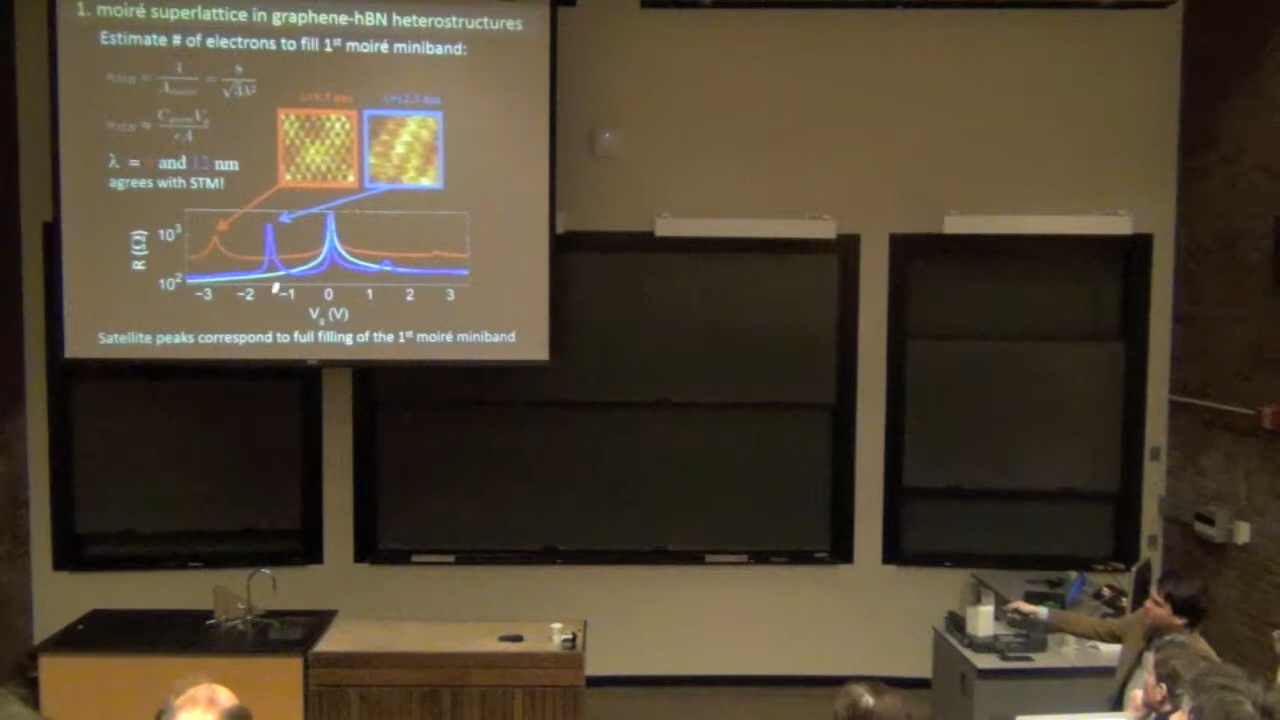 1. moiré superlattice in graphene-hBN heterostructures
Estimate # of electrons to fill 1st moiré miniband:
λ = and nm
agrees with STM!
R (Ω)
10³
10²
−3 −2 −1 0 1 2 3
Vg (V)
Satellite peaks correspond to full filling of the 1st moiré miniband